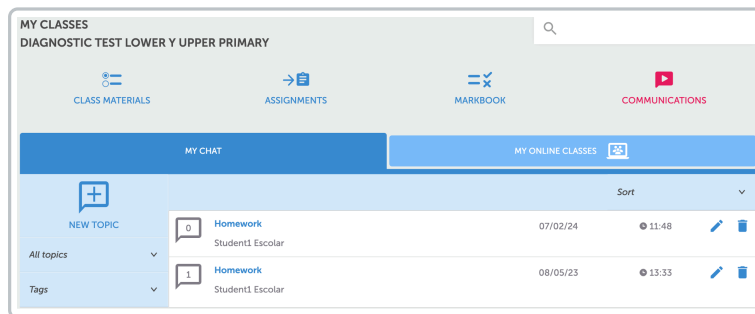 MY CLASSES
DIAGNOSTIC TEST LOWER Y UPPER PRIMARY
CLASS MATERIALS
ASSIGNMENTS
MARKBOOK
COMMUNICATIONS
MY CHAT
MY ONLINE CLASSES
NEW TOPIC
All topics
Tags
Sort
0 Homework 07/02/24 11:48
Student1 Escolar
1 Homework 08/05/23 13:33
Student1 Escolar